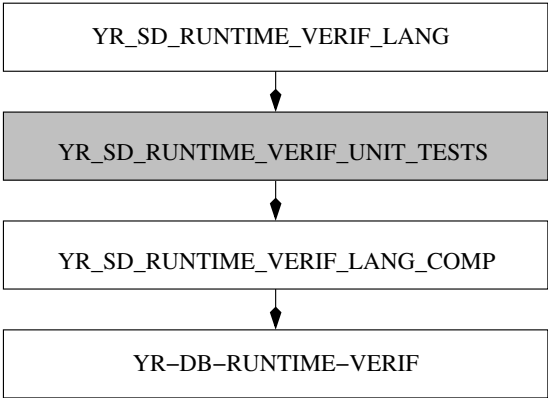 YR_SD_RUNTIME_VERIF_LANG
YR_SD_RUNTIME_VERIF_UNIT_TESTS
YR_SD_RUNTIME_VERIF_LANG_COMP
YR−DB−RUNTIME−VERIF